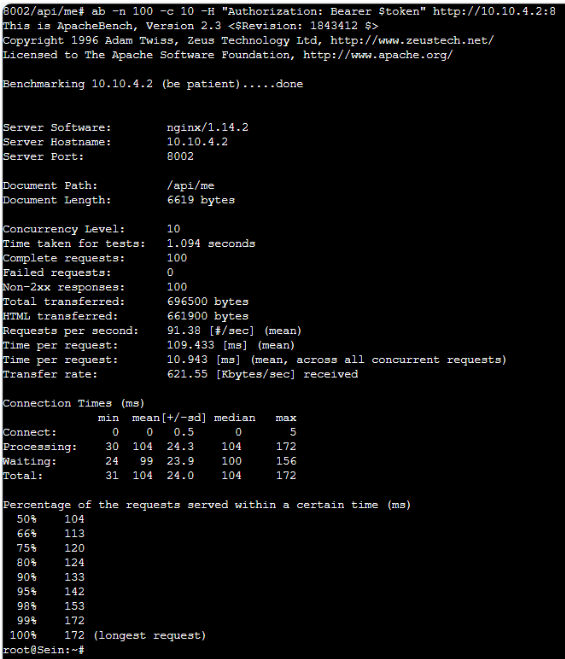 8002/api/me# ab -n 100 -c 10 -H "Authorization: Bearer $token" http://10.10.4.2:8
This is ApacheBench, Version 2.3 <$Revision: 1843412 $>
Copyright 1996 Adam Twiss, Zeus Technology Ltd, http://www.zeustech.net/
Licensed to The Apache Software Foundation, http://www.apache.org/
Benchmarking 10.10.4.2 (be patient).....done
Server Software:        nginx/1.14.2
Server Hostname:        10.10.4.2
Server Port:            8002
Document Path:          /api/me
Document Length:        6619 bytes
Concurrency Level:      10
Time taken for tests:   1.094 seconds
Complete requests:      100
Failed requests:        0
Non-2xx responses:      100
Total transferred:      696500 bytes
HTML transferred:       661900 bytes
Requests per second:    91.38 [#/sec] (mean)
Time per request:       109.433 [ms] (mean)
Time per request:       10.943 [ms] (mean, across all concurrent requests)
Transfer rate:          621.55 [Kbytes/sec] received
Connection Times (ms)
              min  mean[+/-sd] median   max
Connect:        0    0   0.5      0       5
Processing:    30  104  24.3    104     172
Waiting:       24   99  23.9    100     156
Total:         31  104  24.0    104     172
Percentage of the requests served within a certain time (ms)
  50%    104
  66%    113
  75%    120
  80%    124
  90%    133
  95%    142
  98%    153
  99%    172
 100%    172 (longest request)
root@Sein:~#